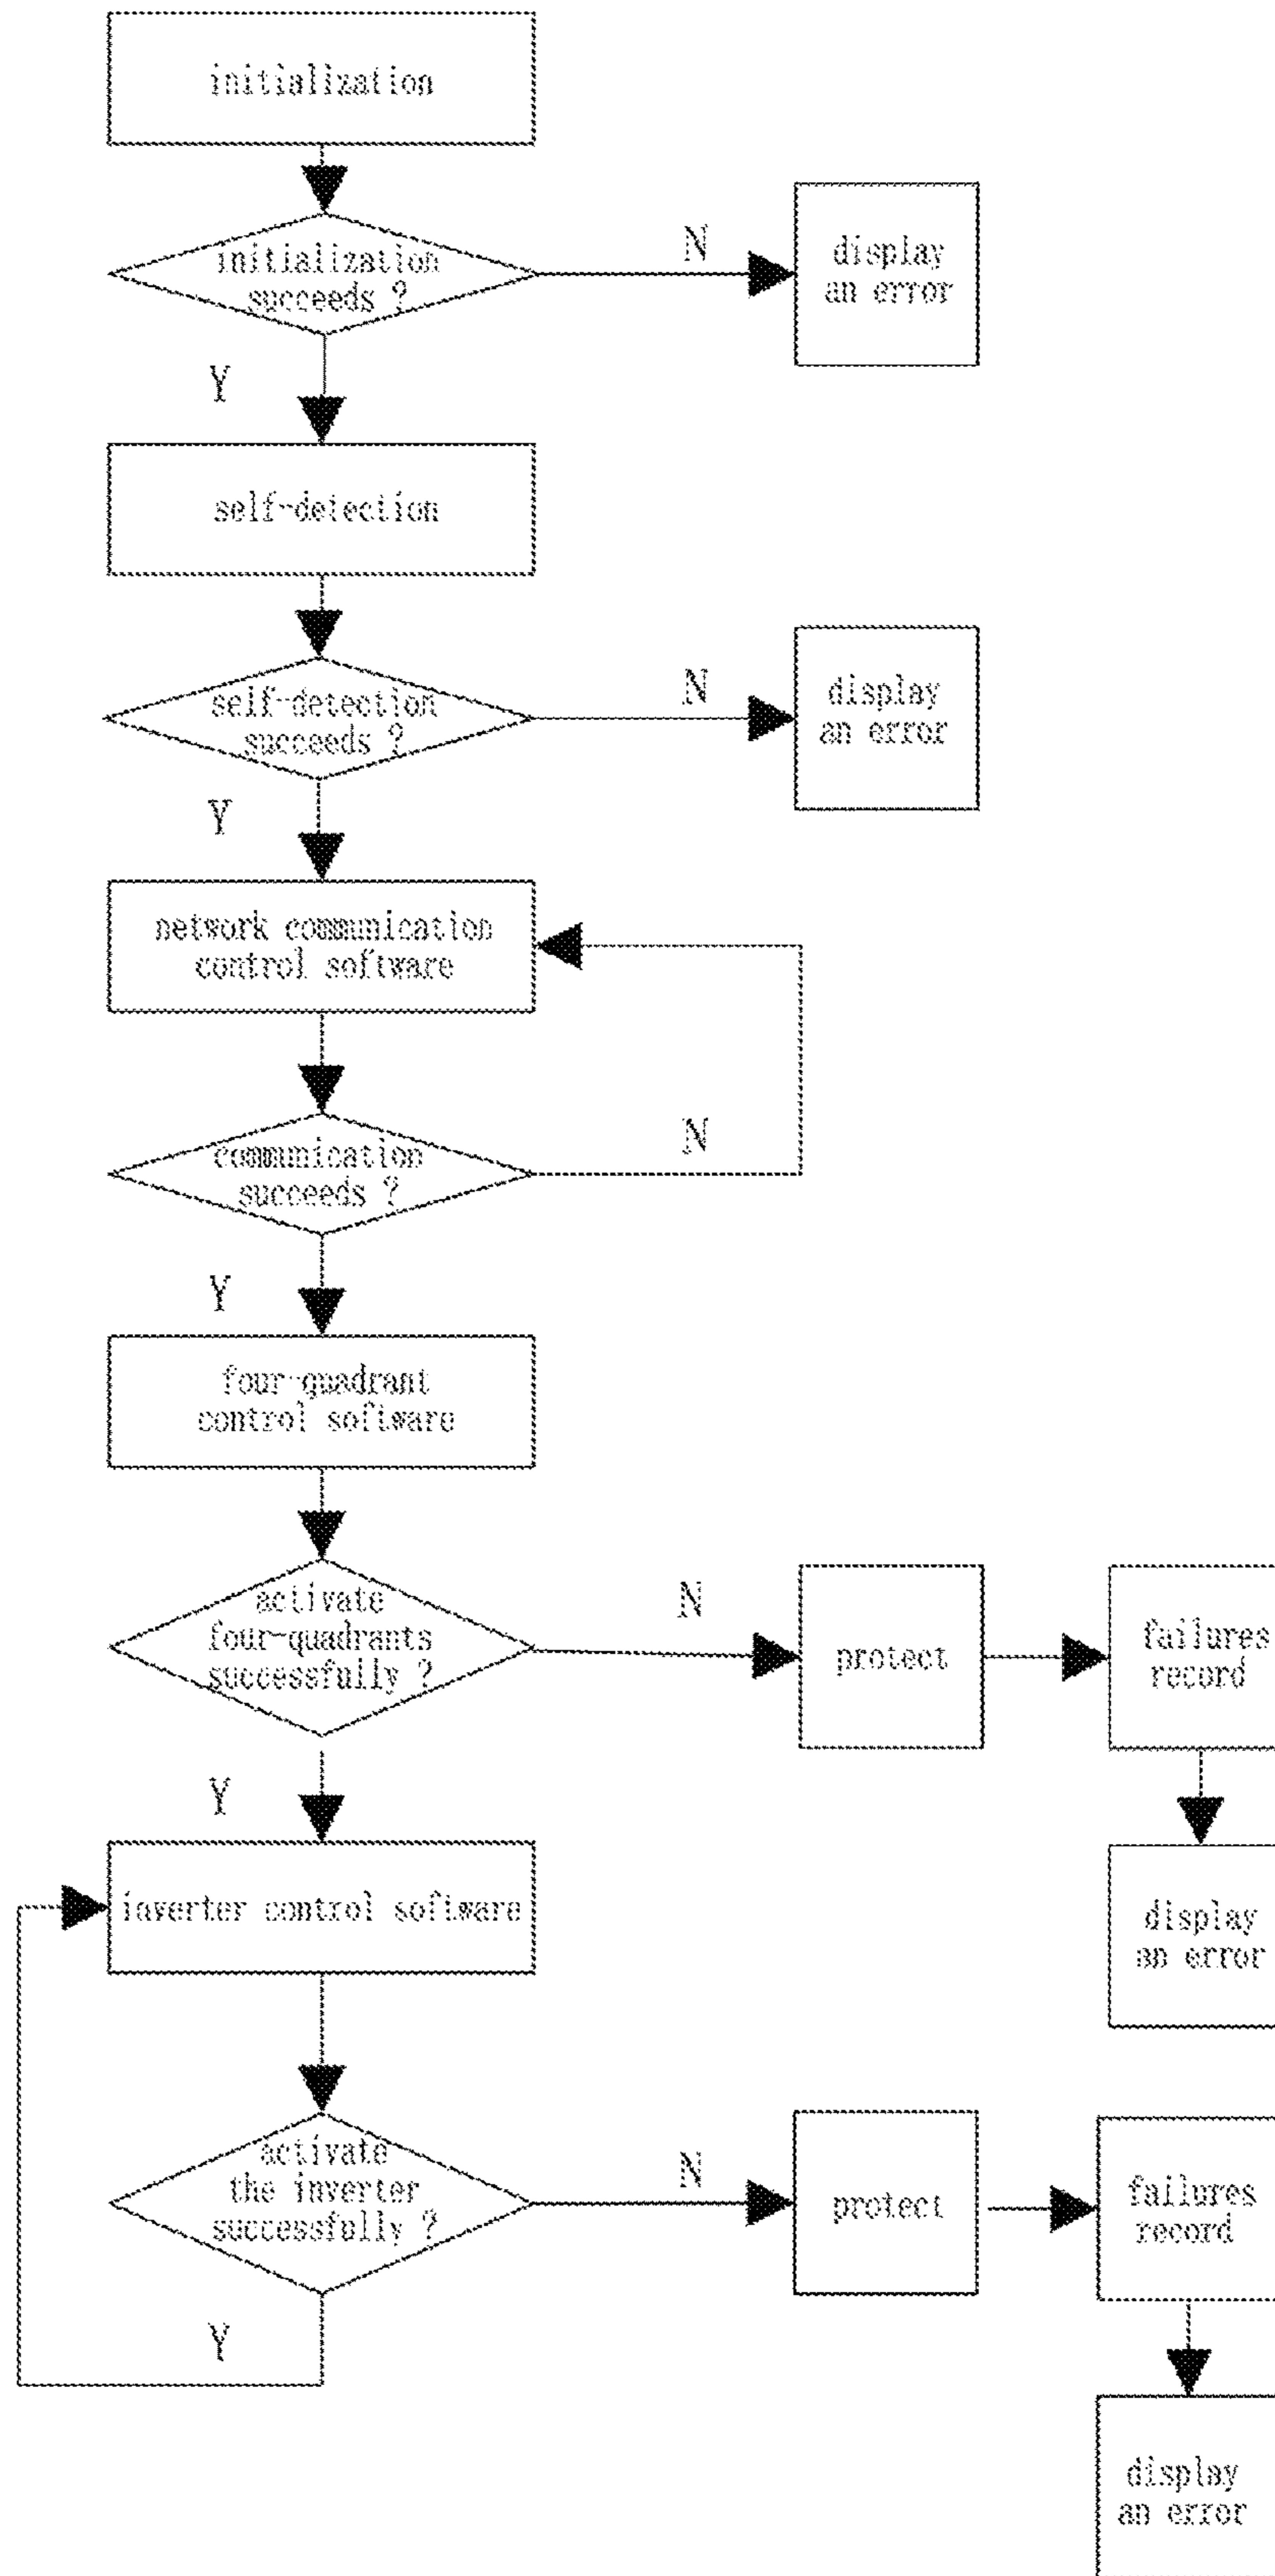 initialization
initialization
succeeds ?
N
display
an error
Y
self-detection
self-detection
succeeds ?
N
display
an error
Y
network communication
control software
communication
succeeds ?
N
Y
four-quadrant
control software
activate
four-quadrants
successfully ?
N
protect
failures
record
display
an error
Y
inverter control software
activate
the inverter
successfully ?
N
protect
failures
record
display
an error
Y